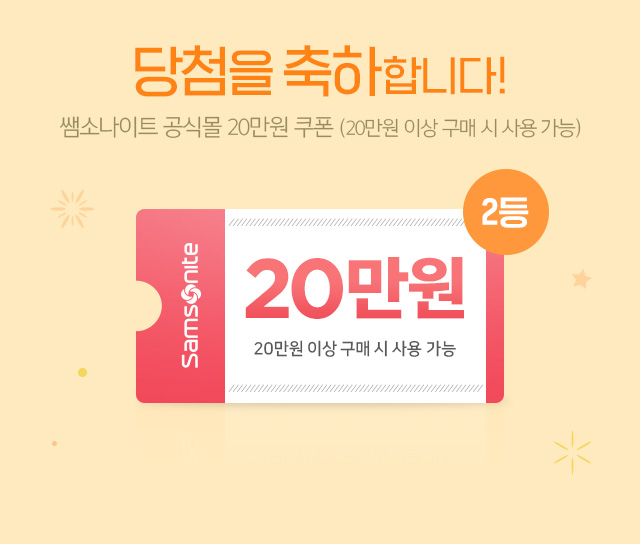 당첨을 축하합니다!
쌤소나이트 공식몰 20만원 쿠폰 (20만원 이상 구매 시 사용 가능)
2등
Samsonite
20만원
20만원 이상 구매 시 사용 가능